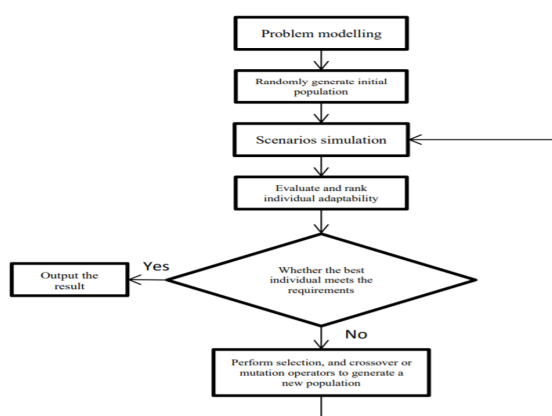 Problem modelling
Randomly generate initial
population
Scenarios simulation
Evaluate and rank
individual adaptability
Whether the best
individual meets the
requirements
Yes
Output the
result
No
Perform selection, and crossover or
mutation operators to generate a
new population